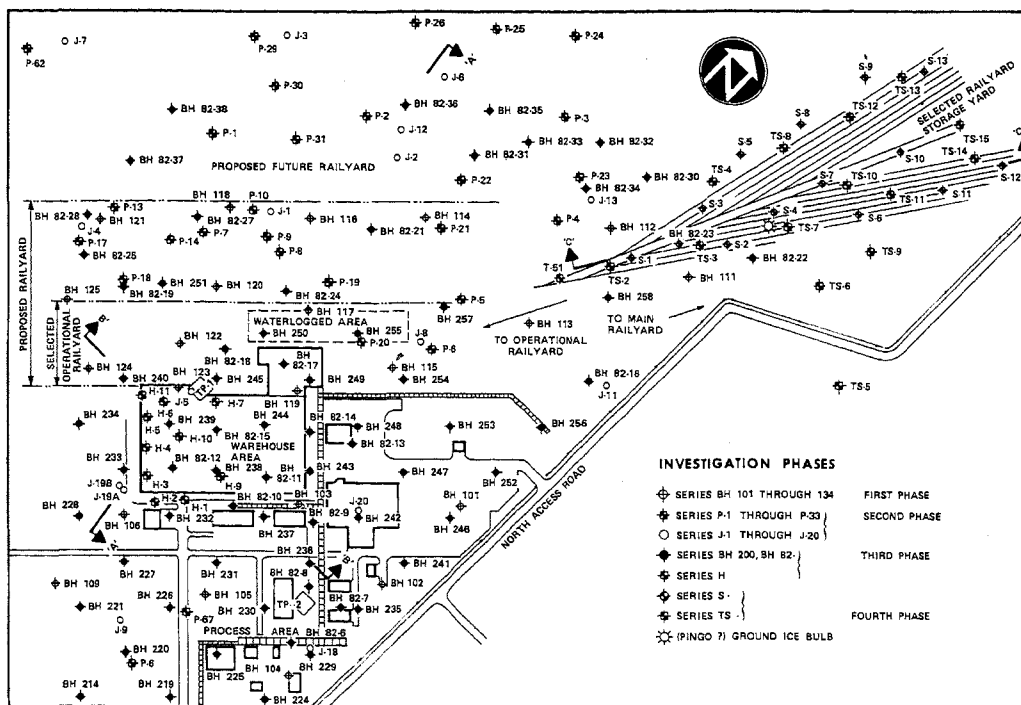 P-26
P-25
P-24
J-7
P-62
P-29
J-3
'A'
J-6
S-9
S-13
P-30
TS-12
TS-13
SELECTED RAILYARD
STORAGE YARD
BH 82-38
BH 82-36
BH 82-35
P-2
P-3
J-12
S-8
P-1
P-31
BH 82-33
BH 82-32
TS-8
TS-15
S-5
TS-14
BH 82-37
PROPOSED FUTURE RAILYARD
J-2
BH 82-31
S-10
S-12
P-22
P-23
BH 82-30
TS-4
S-7
TS-10
BH 82-34
J-13
TS-11
S-11
BH 118
P-10
P-13
BH 82-28
BH 121
BH 82-27
J-1
BH 116
BH 114
S-3
S-4
S-6
J-4
P-17
P-14
P-7
P-9
BH 82-21
P-21
P-4
BH 112
BH 82-23
TS-7
'C'
'C'
BH 82-25
P-8
S-1
TS-3
S-2
BH 82-22
TS-9
PROPOSED RAILYARD
SELECTED
OPERATIONAL RAILYARD
P-18
BH 125
BH 82-19
BH 251
BH 120
BH 82-24
P-19
P-5
T-51
TS-2
BH 111
TS-6
BH 258
BH 257
BH 117
WATERLOGGED AREA
BH 250
BH 255
P-20
J-8
P-6
BH 113
TO OPERATIONAL
RAILYARD
TO MAIN
RAILYARD
'B'
BH 122
BH 82-18
BH
82-17
BH 115
BH 124
BH 240
BH 123
TP-1
BH 245
BH 249
BH 254
BH 82-16
J-11
TS-5
H-11
J-5
H-7
BH 119
BH 234
H-6
BH 239
H-5
H-10
BH 244
BH 82-15
BH 82-14
BH 248
BH 82-13
BH 253
BH 256
WAREHOUSE
AREA
BH 233
H-4
BH 82-12
BH 238
BH 82-11
BH 243
BH 247
BH 252
J-19B
J-19A
H-3
H-9
H-2
H-1
BH 82-10
BH 103
J-20
BH 101
BH 228
BH 106
BH 232
BH 237
BH 82-9
BH 242
BH 246
NORTH ACCESS ROAD
'A'
BH 227
BH 231
BH 236
'B'
BH 241
BH 109
BH 105
BH 82-8
BH 102
BH 221
BH 226
P-67
BH 230
TP-2
BH 82-7
BH 235
J-9
PROCESS AREA
BH 82-6
BH 220
P-6
BH 225
BH 104
J-18
BH 229
BH 214
BH 219
BH 224
INVESTIGATION PHASES
SERIES BH 101 THROUGH 134 FIRST PHASE
SERIES P-1 THROUGH P-33 SECOND PHASE
SERIES J-1 THROUGH J-20
SERIES BH 200, BH 82- THIRD PHASE
SERIES H
SERIES S-
SERIES TS - FOURTH PHASE
(PINGO ?) GROUND ICE BULB